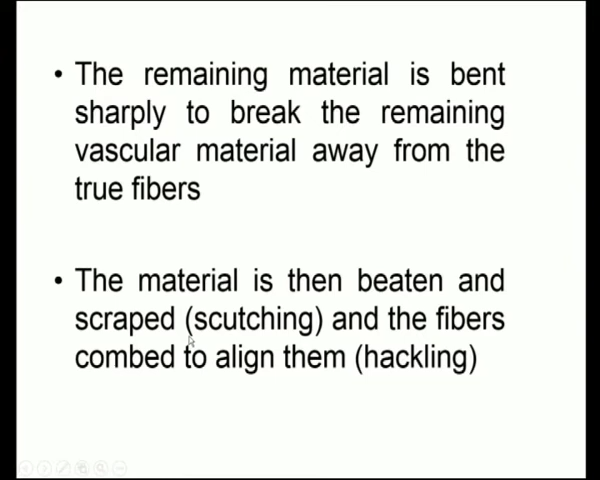 • The remaining material is bent
sharply to break the remaining
vascular material away from the
true fibers
• The material is then beaten and
scraped (scutching) and the fibers
combed to align them (hackling)